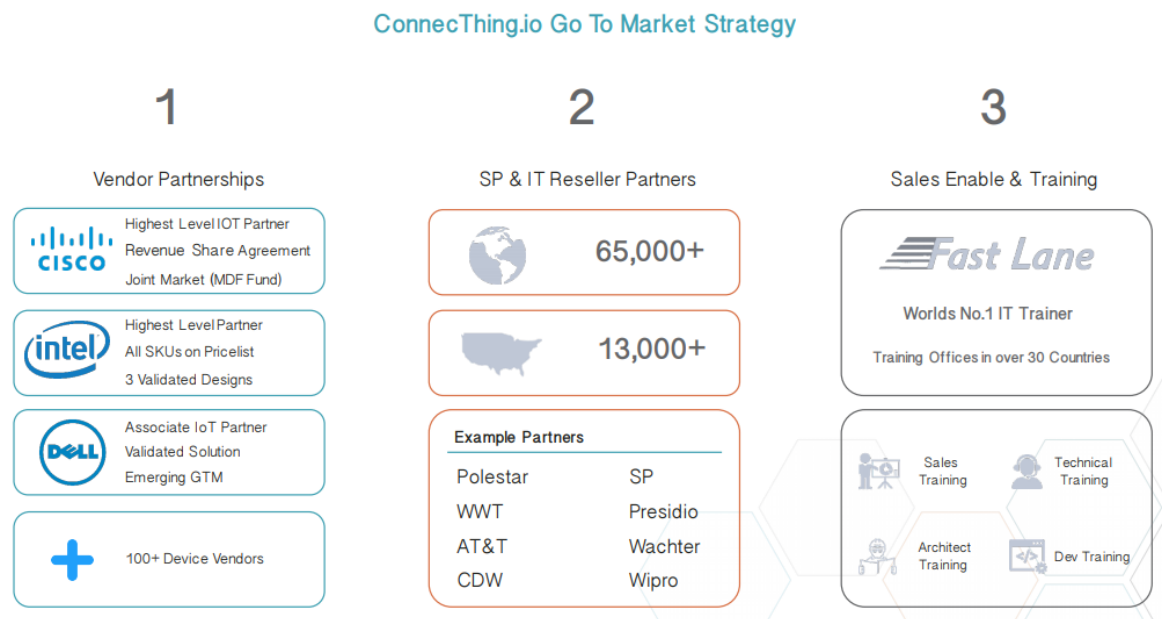 ConnecThing.io Go To Market Strategy
1
Vendor Partnerships
CISCO
Highest Level IOT Partner
Revenue Share Agreement
Joint Market (MDF Fund)
intel
Highest Level Partner
All SKUs on Pricelist
3 Validated Designs
DELL
Associate IoT Partner
Validated Solution
Emerging GTM
100+ Device Vendors
2
SP & IT Reseller Partners
65,000+
13,000+
Example Partners
Polestar SP
WWT Presidio
AT&T Wachter
CDW Wipro
3
Sales Enable & Training
Fast Lane
Worlds No.1 IT Trainer
Training Offices in over 30 Countries
Sales
Training
Technical
Training
Architect
Training
</>
Dev Training